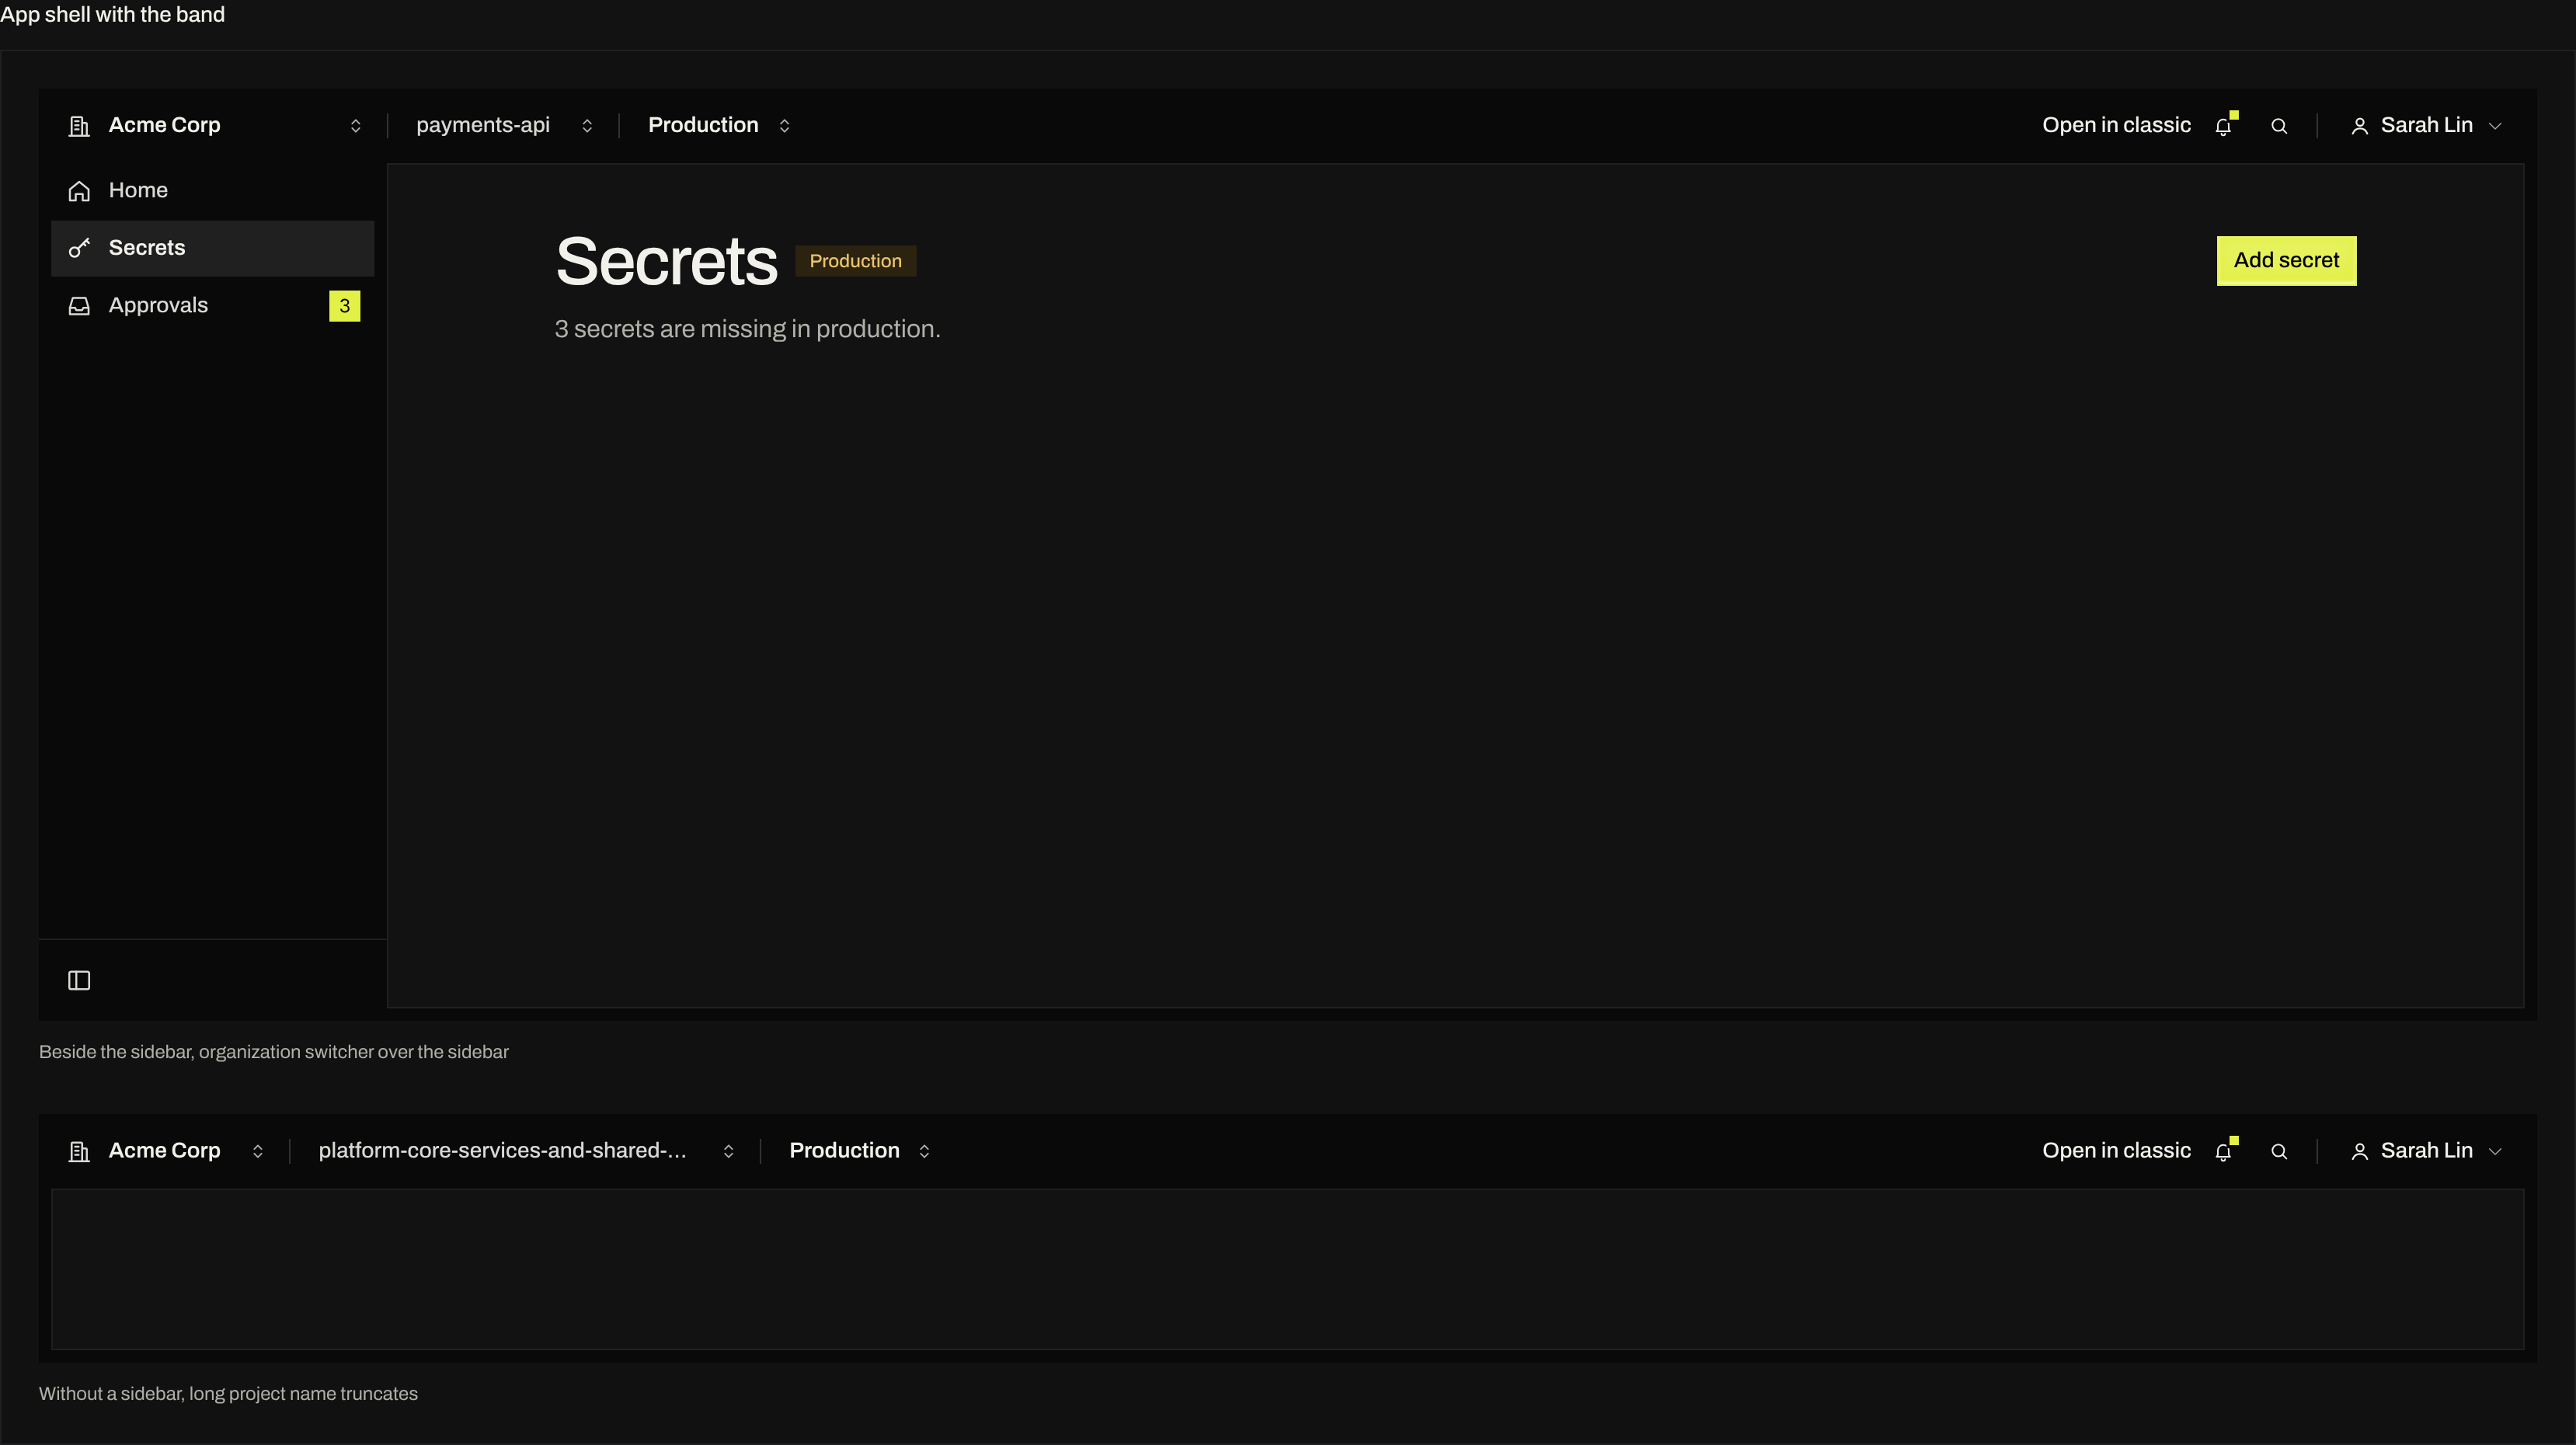 App shell with the band
Acme Corp
payments-api
Production
Open in classic
Sarah Lin
Home
Secrets
Approvals
3
Secrets
Production
Add secret
3 secrets are missing in production.
Beside the sidebar, organization switcher over the sidebar
Acme Corp
platform-core-services-and-shared-...
Production
Open in classic
Sarah Lin
Without a sidebar, long project name truncates